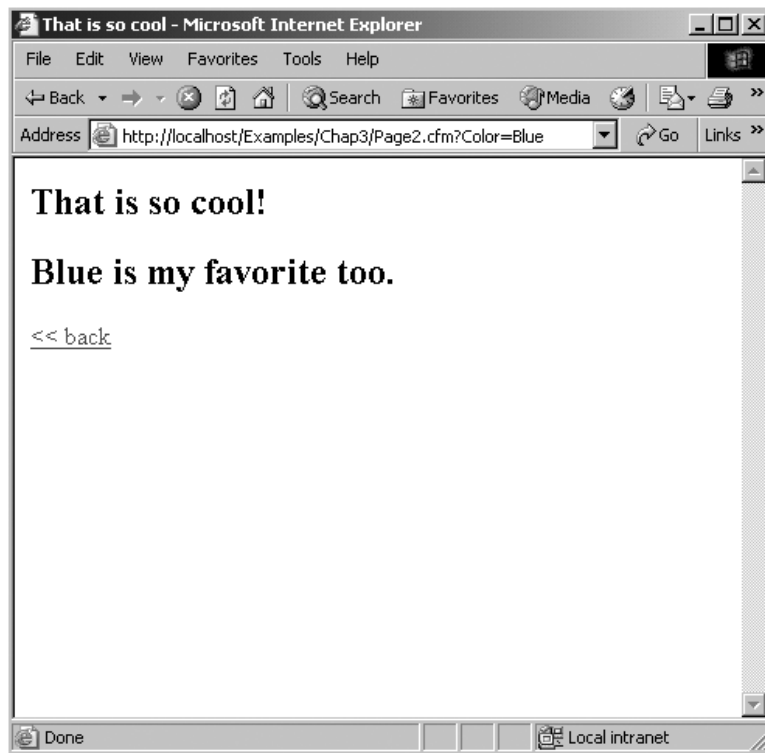 That is so cool - Microsoft Internet Explorer
File Edit View Favorites Tools Help
Back Search Favorites Media »
Address http://localhost/Examples/Chap3/Page2.cfm?Color=Blue Go Links »
That is so cool!
Blue is my favorite too.
<< back
Done Local intranet